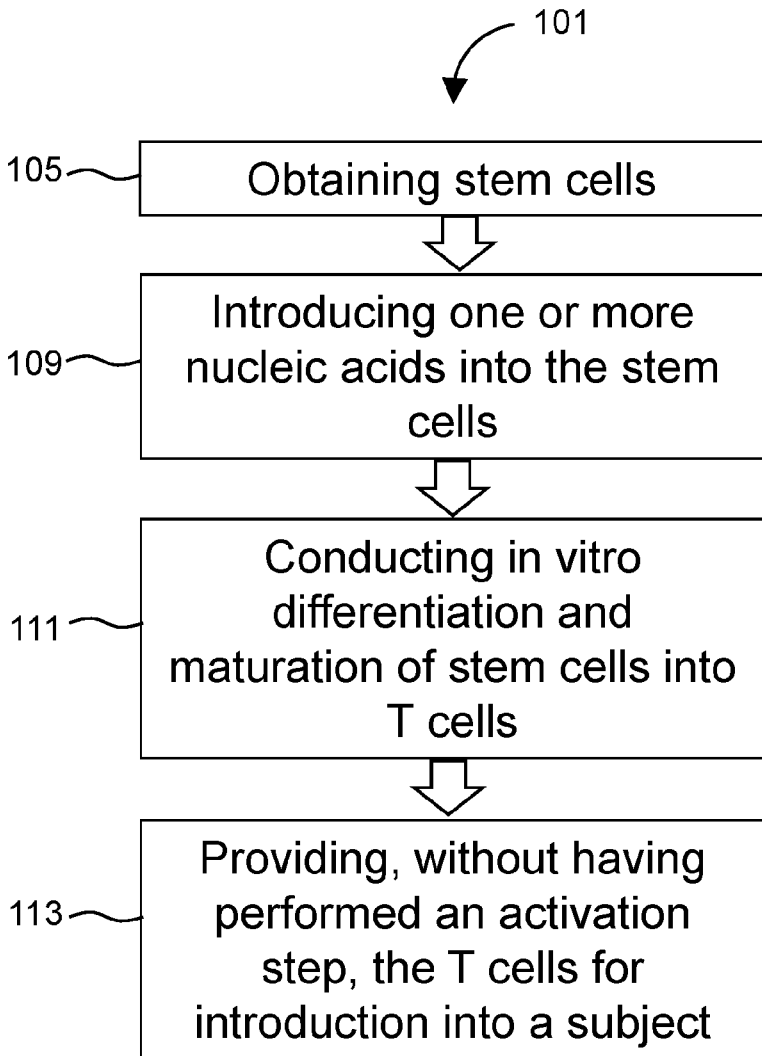 101
105
Obtaining stem cells
109
Introducing one or more
nucleic acids into the stem
cells
111
Conducting in vitro
differentiation and
maturation of stem cells into
T cells
113
Providing, without having
performed an activation
step, the T cells for
introduction into a subject